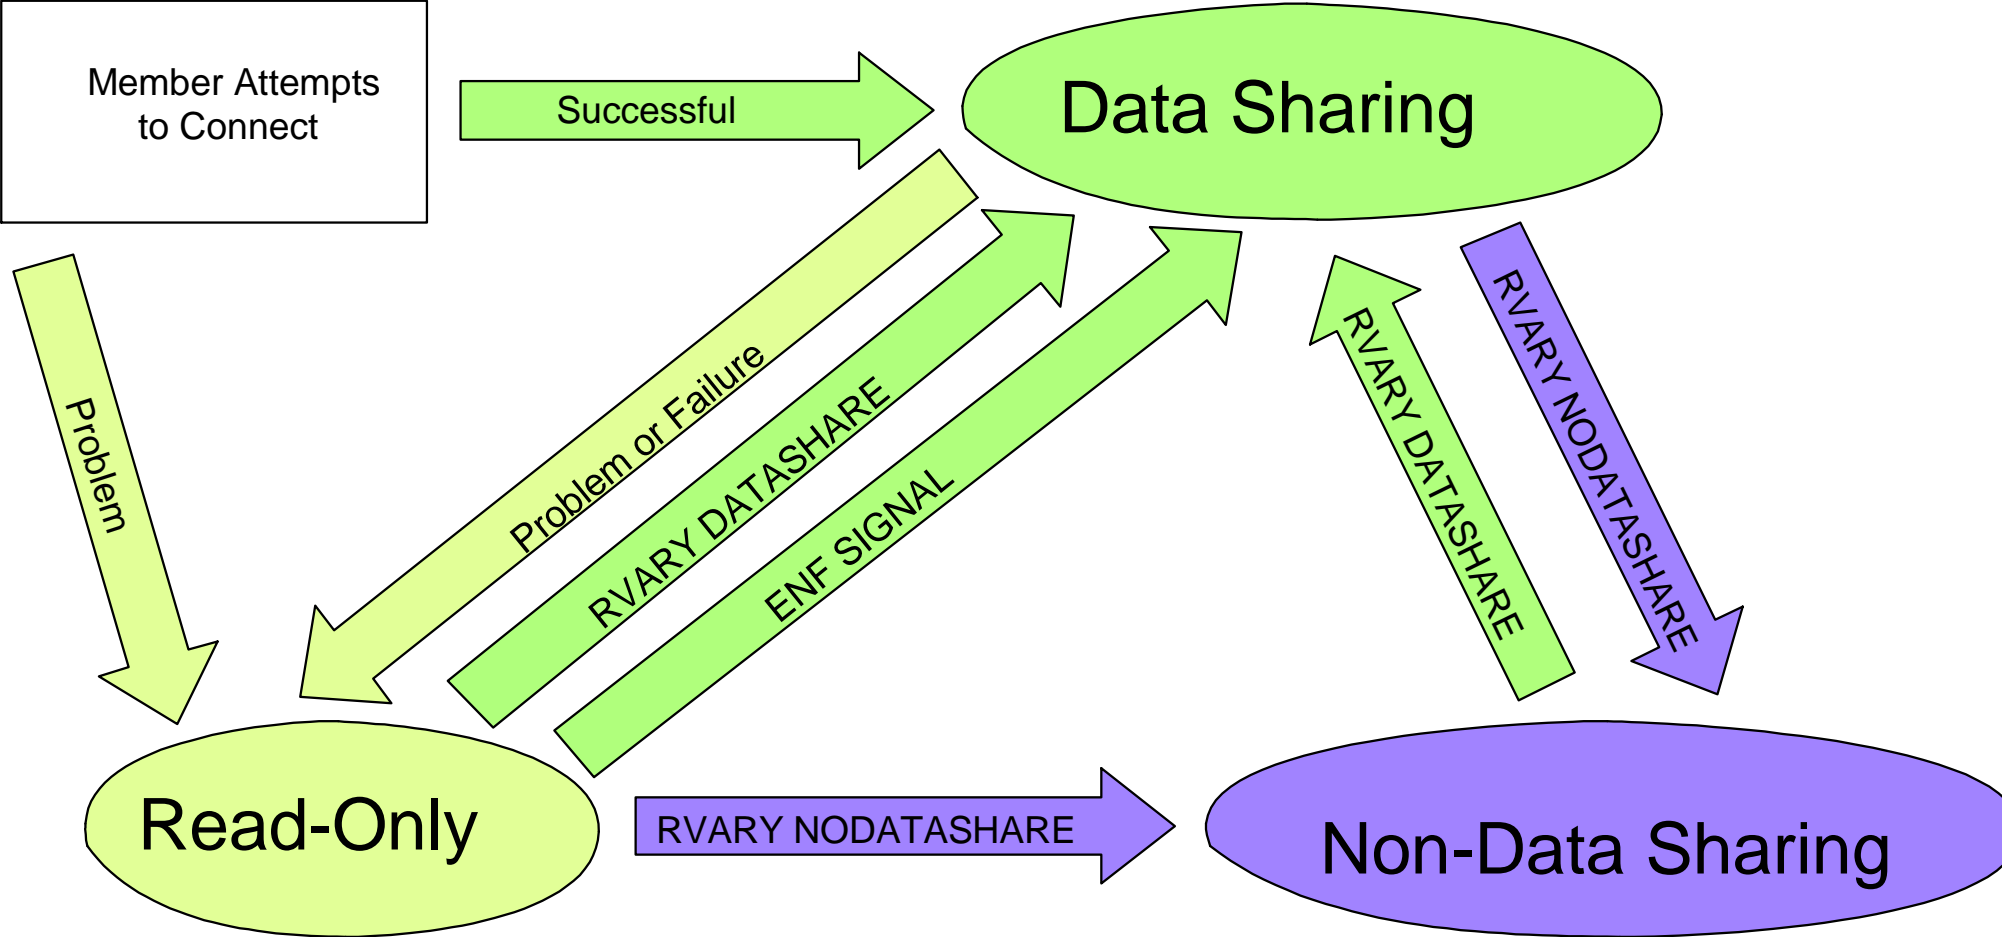 Member Attempts
to Connect
Successful
Data Sharing
Problem
Problem or Failure
RVARY DATASHARE
ENF SIGNAL
RVARY DATASHARE
RVARY NODATASHARE
Read-Only
RVARY NODATASHARE
Non-Data Sharing